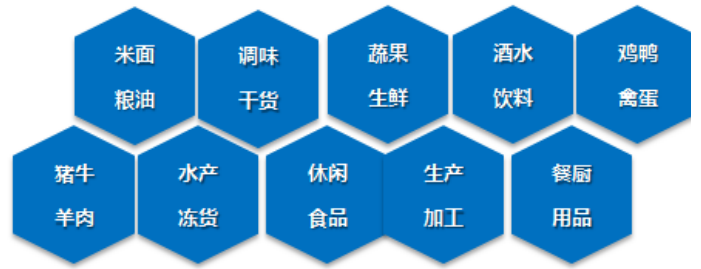 米面
粮油
调味
干货
蔬果
生鲜
酒水
饮料
鸡鸭
禽蛋
猪牛
羊肉
水产
冻货
休闲
食品
生产
加工
餐厨
用品